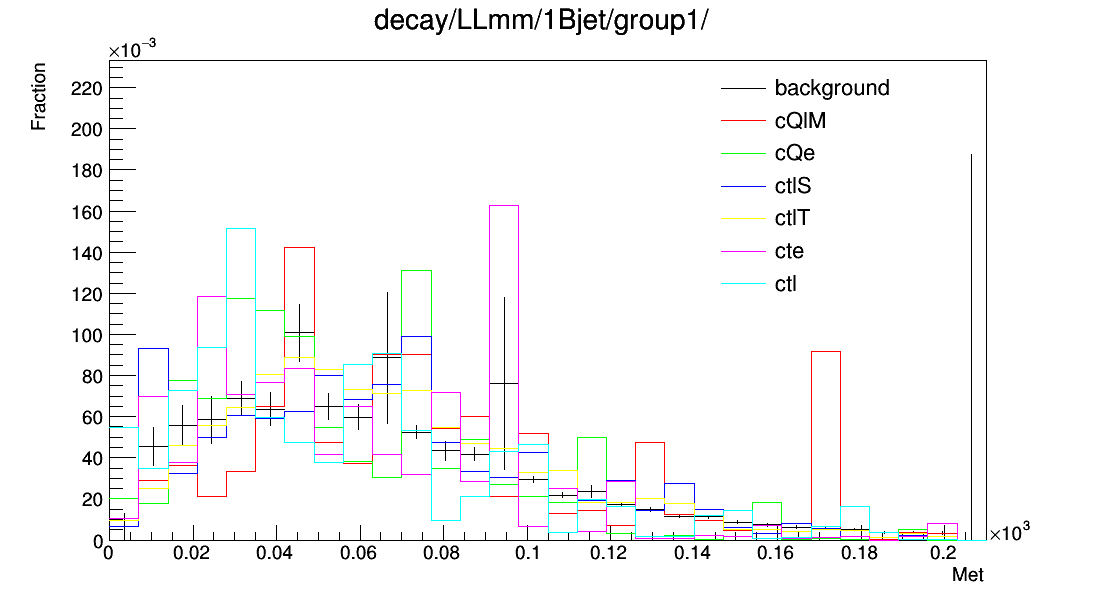 decay/LLmm/1Bjet/group1/
×10⁻³
Fraction
220
200
180
160
140
120
100
80
60
40
20
0
background
cQlM
cQe
ctlS
ctlT
cte
ctl
0 0.02 0.04 0.06 0.08 0.1 0.12 0.14 0.16 0.18 0.2
×10³
Met